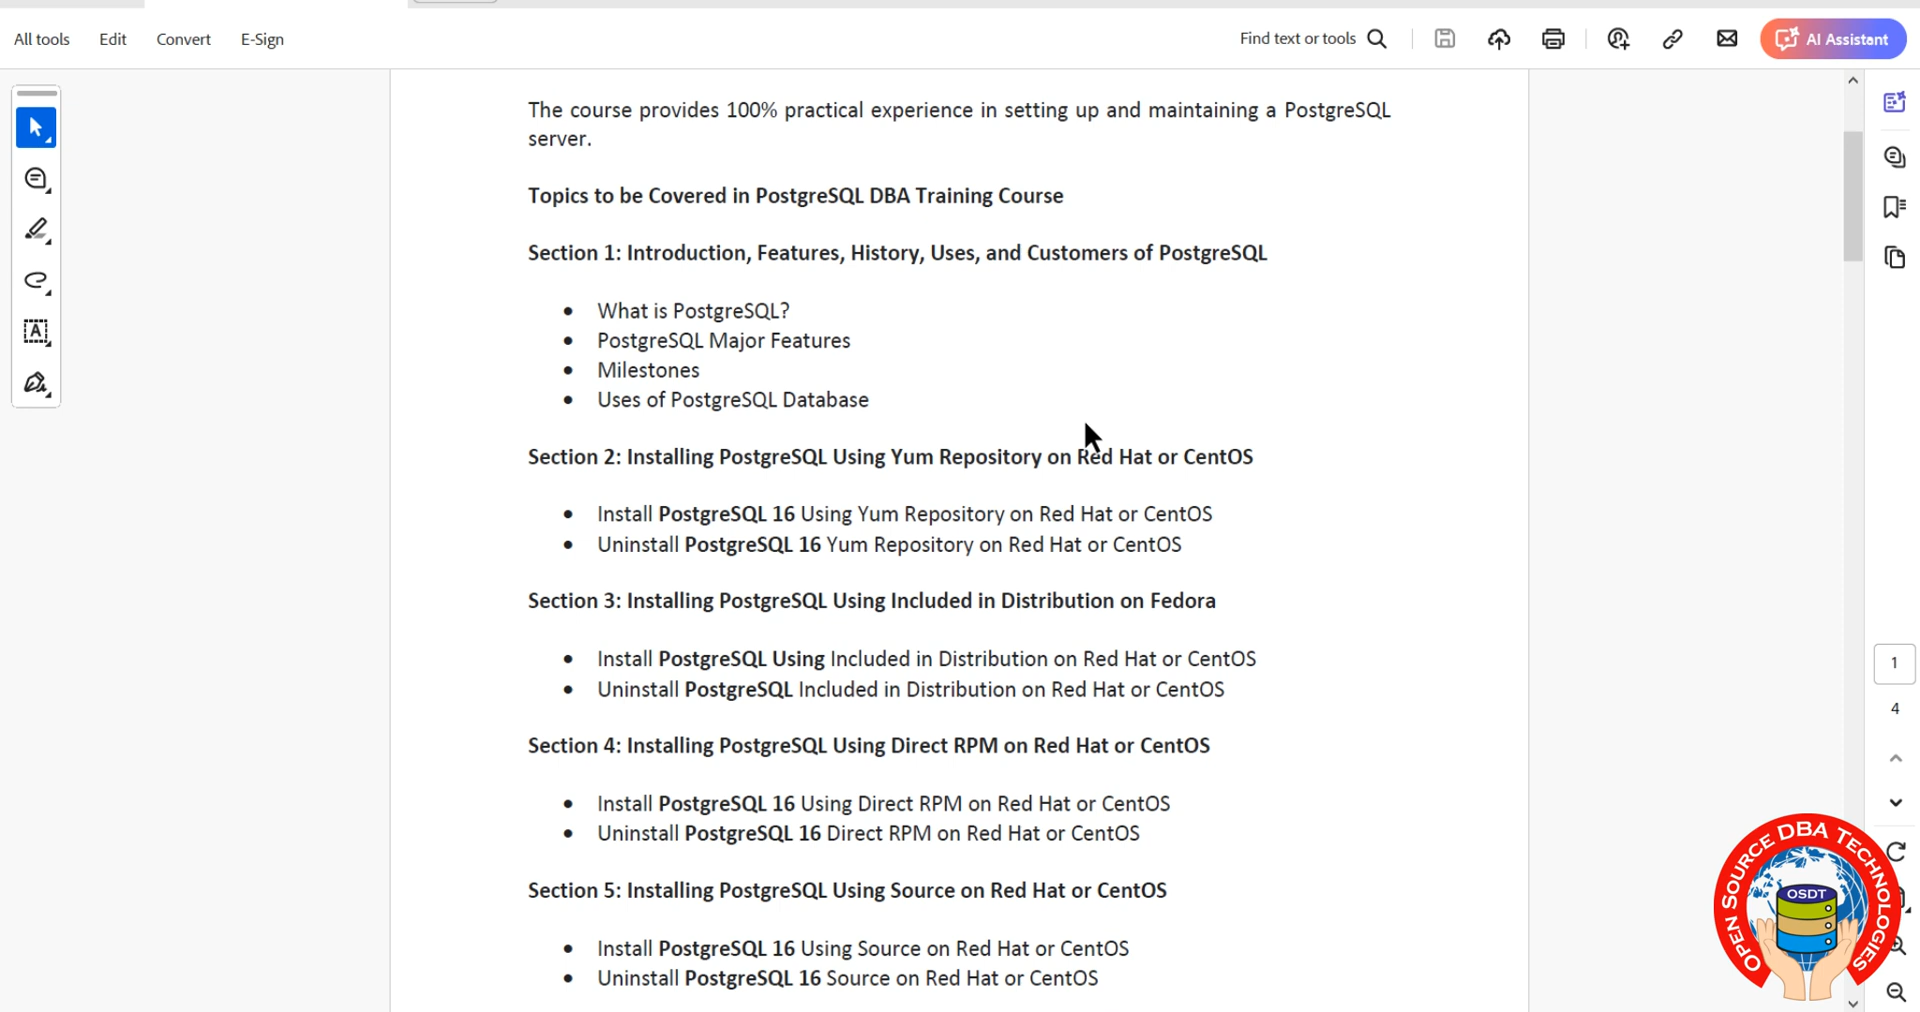 All tools Edit Convert E-Sign Find text or tools AI Assistant
The course provides 100% practical experience in setting up and maintaining a PostgreSQL
server.
Topics to be Covered in PostgreSQL DBA Training Course
Section 1: Introduction, Features, History, Uses, and Customers of PostgreSQL
• What is PostgreSQL?
• PostgreSQL Major Features
• Milestones
• Uses of PostgreSQL Database
Section 2: Installing PostgreSQL Using Yum Repository on Red Hat or CentOS
• Install PostgreSQL 16 Using Yum Repository on Red Hat or CentOS
• Uninstall PostgreSQL 16 Yum Repository on Red Hat or CentOS
Section 3: Installing PostgreSQL Using Included in Distribution on Fedora
• Install PostgreSQL Using Included in Distribution on Red Hat or CentOS
• Uninstall PostgreSQL Included in Distribution on Red Hat or CentOS
1
4
Section 4: Installing PostgreSQL Using Direct RPM on Red Hat or CentOS
• Install PostgreSQL 16 Using Direct RPM on Red Hat or CentOS
• Uninstall PostgreSQL 16 Direct RPM on Red Hat or CentOS
Section 5: Installing PostgreSQL Using Source on Red Hat or CentOS
• Install PostgreSQL 16 Using Source on Red Hat or CentOS
• Uninstall PostgreSQL 16 Source on Red Hat or CentOS
OPEN SOURCE DBA TECHNOLOGIES
OSDT